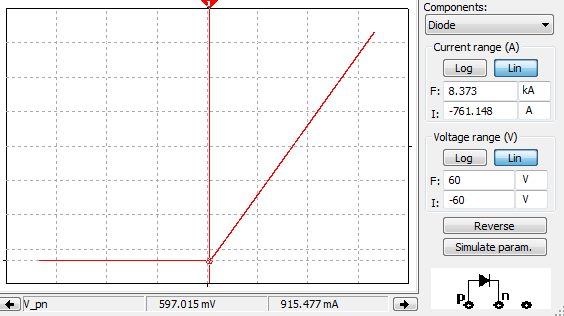 Components:
Diode
Current range (A)
Log Lin
F: 8.373 kA
I: -761.148 A
Voltage range (V)
Log Lin
F: 60 V
I: -60 V
Reverse
Simulate param.
p n
1
V_pn 597.015 mV 915.477 mA